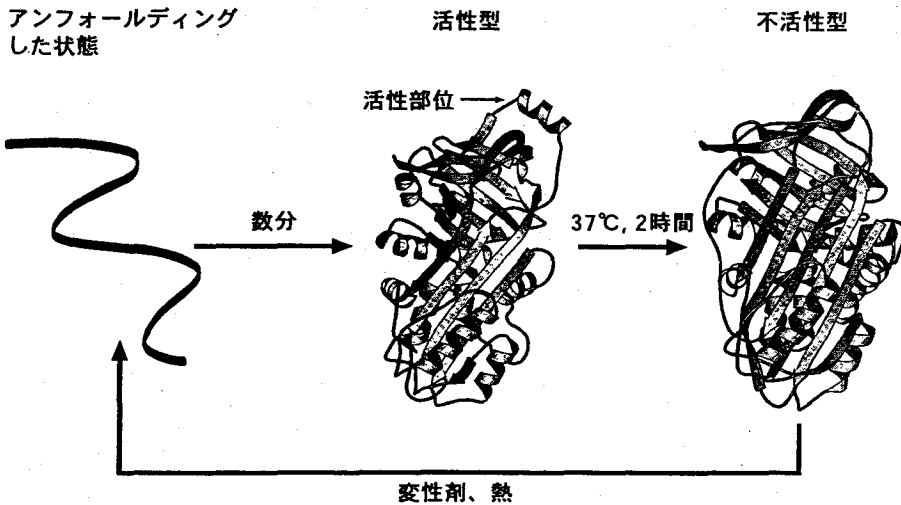 アンフォールディング
した状態
活性型
不活性型
活性部位
数分
37℃, 2時間
変性剤、熱